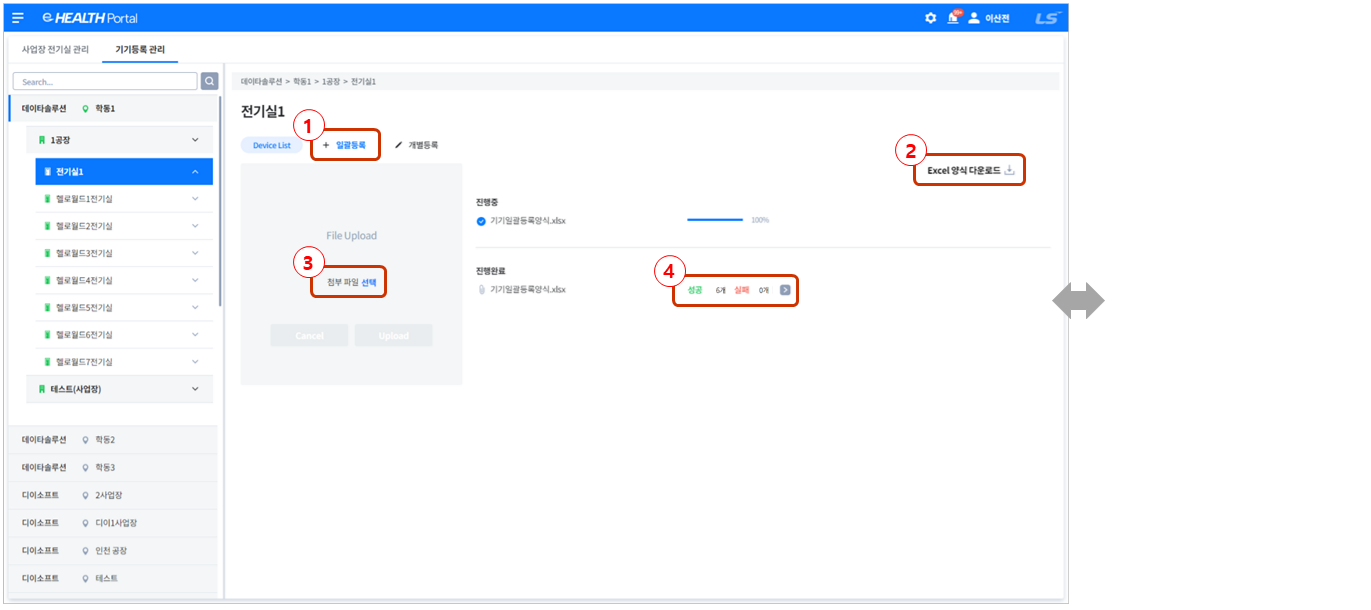 HEALTH Portal
99+
이산전
LS
사업장 전기실 관리 기기등록 관리
Search...
데이타솔루션 학동1
1공장
전기실1
헬로월드1전기실
헬로월드2전기실
헬로월드3전기실
헬로월드4전기실
헬로월드5전기실
헬로월드6전기실
헬로월드7전기실
테스트(사업장)
데이타솔루션 학동2
데이타솔루션 학동3
디이소프트 2사업장
디이소프트 디이1사업장
디이소프트 인천 공장
디이소프트 테스트
데이타솔루션 > 학동1 > 1공장 > 전기실1
전기실1
1
Device List + 일괄등록 개별등록
2
Excel 양식 다운로드
File Upload
3
첨부 파일 선택
Cancel Upload
진행중
기기일괄등록양식.xlsx 100%
진행완료
4
기기일괄등록양식.xlsx 성공 6개 실패 0개